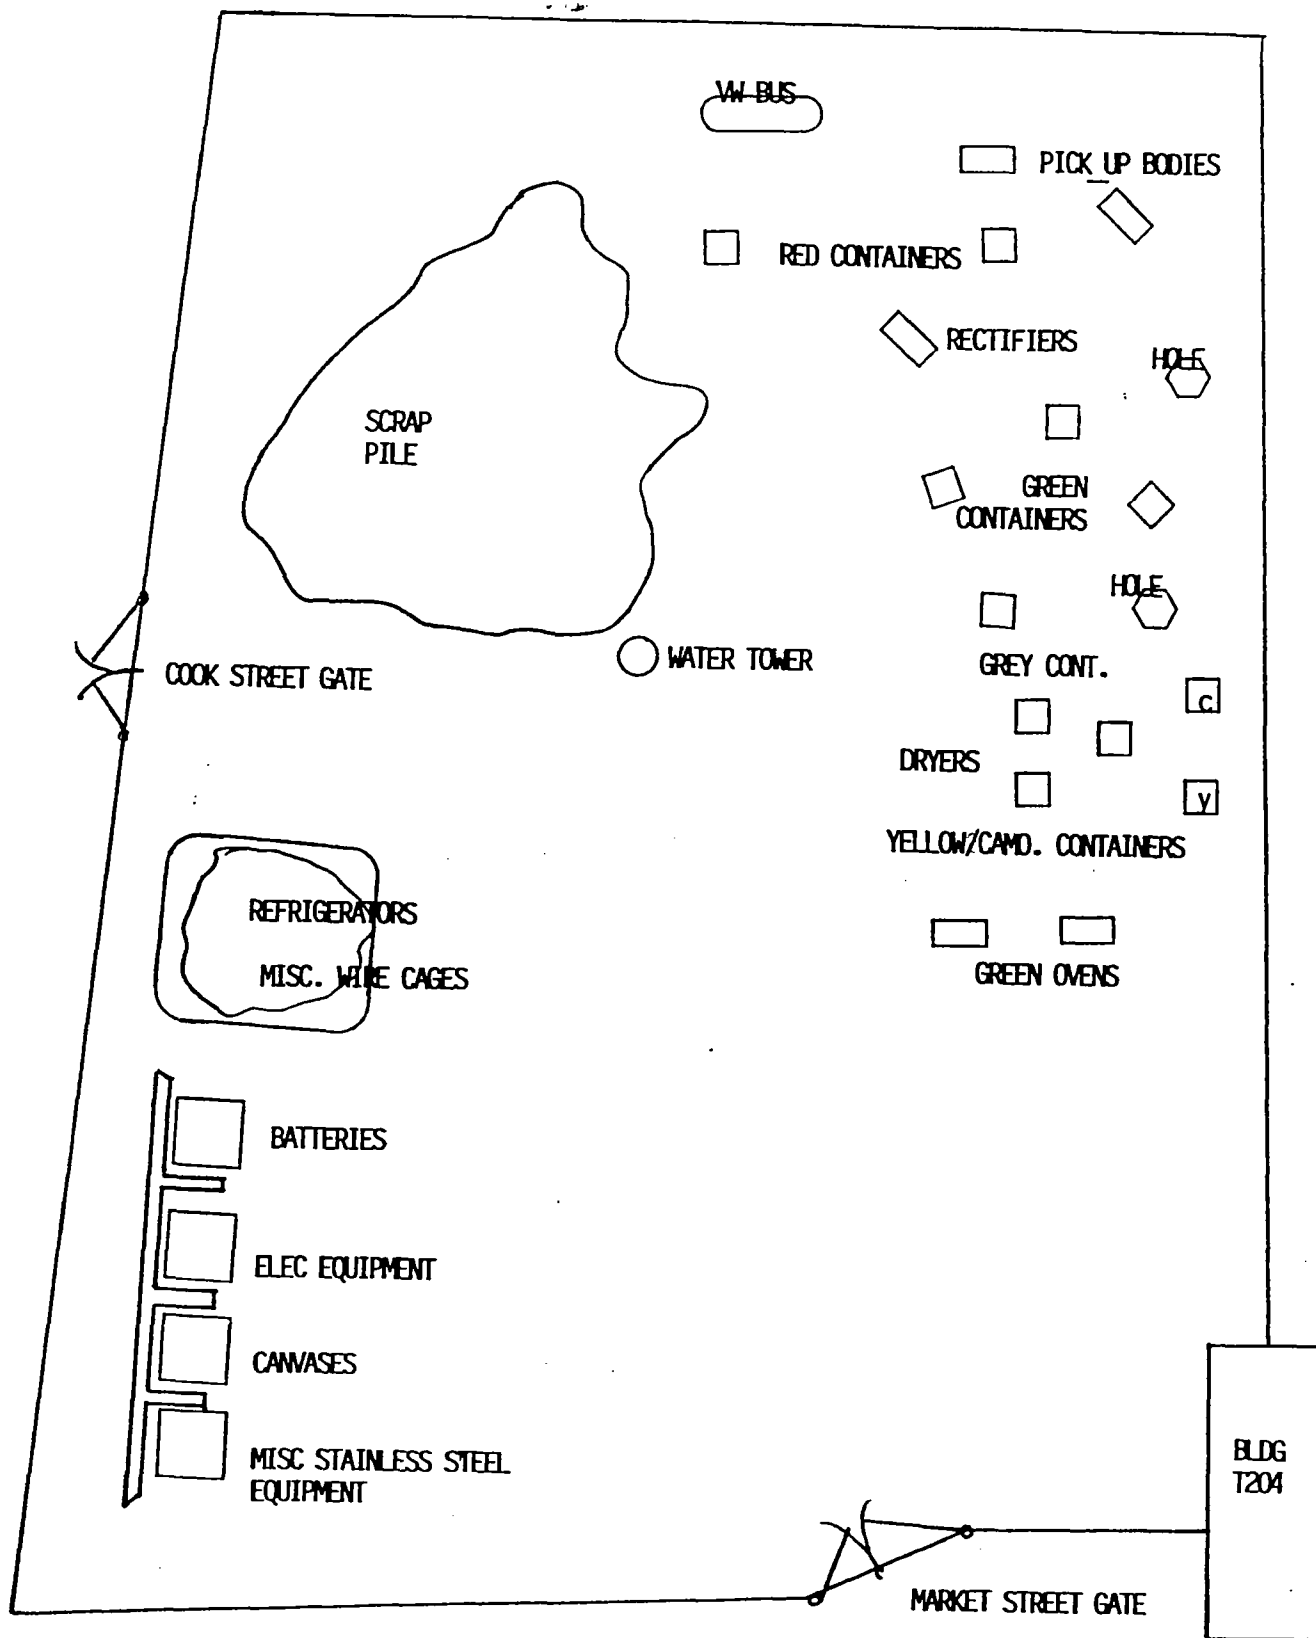 VW BUS
PICK UP BODIES
RED CONTAINERS
RECTIFIERS
HOLE
SCRAP
PILE
GREEN
CONTAINERS
HOLE
WATER TOWER
GREY CONT.
COOK STREET GATE
C
DRYERS
y
YELLOW/CAMO. CONTAINERS
REFRIGERATORS
MISC. WIRE CAGES
GREEN OVENS
BATTERIES
ELEC EQUIPMENT
CANVASES
MISC STAINLESS STEEL
EQUIPMENT
BLDG
T204
MARKET STREET GATE